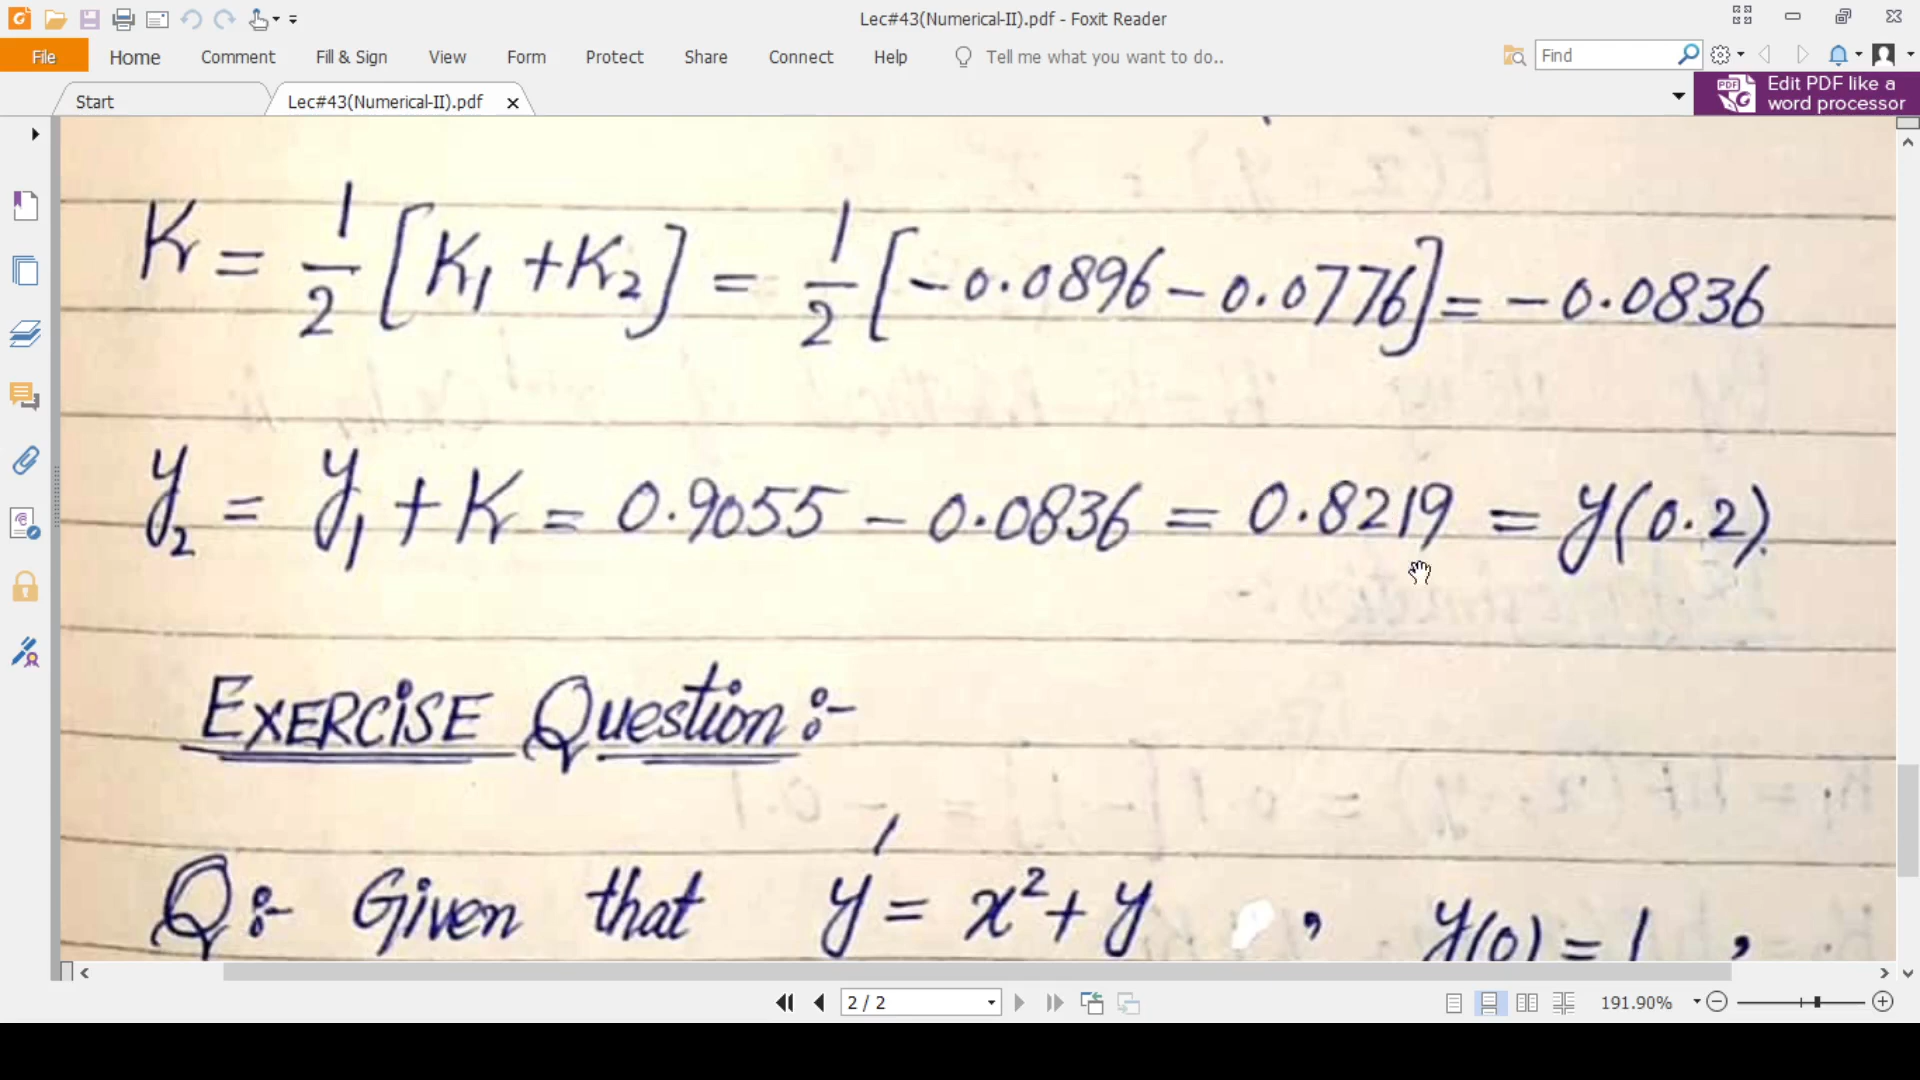 Lec#43(Numerical-II).pdf - Foxit Reader
File Home Comment Fill & Sign View Form Protect Share Connect Help Tell me what you want to do.. Find
Start Lec#43(Numerical-II).pdf Edit PDF like a
word processor
K = 1/2 [K₁ + K₂] = 1/2 [-0.0896 - 0.0776] = -0.0836
y₂ = y₁ + K = 0.9055 - 0.0836 = 0.8219 = y(0.2).
EXERCISE Question:-
Q:- Given that y' = x² + y , y(0) = 1 ,
2 / 2 191.90%